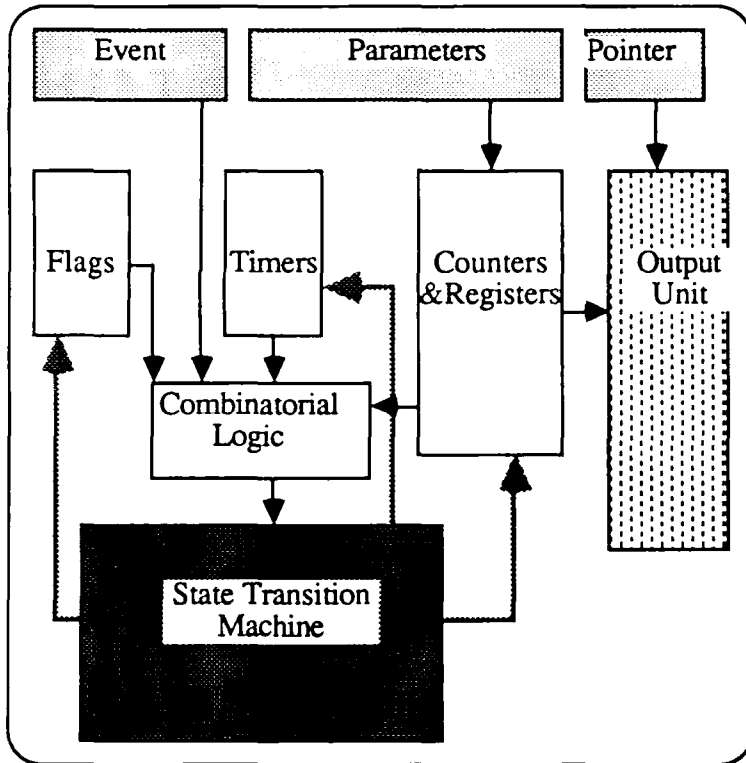 Event
Parameters
Pointer
Flags
Timers
Counters
&Registers
Output
Unit
Combinatorial
Logic
State Transition
Machine